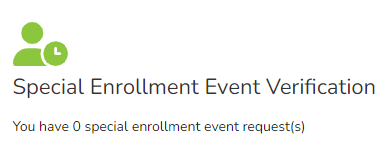 Special Enrollment Event Verification
You have 0 special enrollment event request(s)